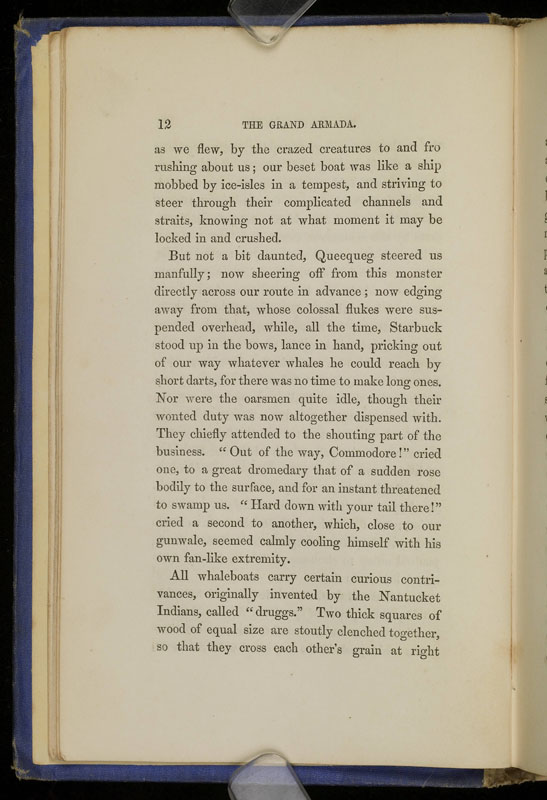 12 THE GRAND ARMADA.
as we flew, by the crazed creatures to and fro
rushing about us; our beset boat was like a ship
mobbed by ice-isles in a tempest, and striving to
steer through their complicated channels and
straits, knowing not at what moment it may be
locked in and crushed.
But not a bit daunted, Queequeg steered us
manfully; now sheering off from this monster
directly across our route in advance; now edging
away from that, whose colossal flukes were sus-
pended overhead, while, all the time, Starbuck
stood up in the bows, lance in hand, pricking out
of our way whatever whales he could reach by
short darts, for there was no time to make long ones.
Nor were the oarsmen quite idle, though their
wonted duty was now altogether dispensed with.
They chiefly attended to the shouting part of the
business. “Out of the way, Commodore!” cried
one, to a great dromedary that of a sudden rose
bodily to the surface, and for an instant threatened
to swamp us. “Hard down with your tail there!”
cried a second to another, which, close to our
gunwale, seemed calmly cooling himself with his
own fan-like extremity.
All whaleboats carry certain curious contri-
vances, originally invented by the Nantucket
Indians, called “druggs.” Two thick squares of
wood of equal size are stoutly clenched together,
so that they cross each other's grain at right